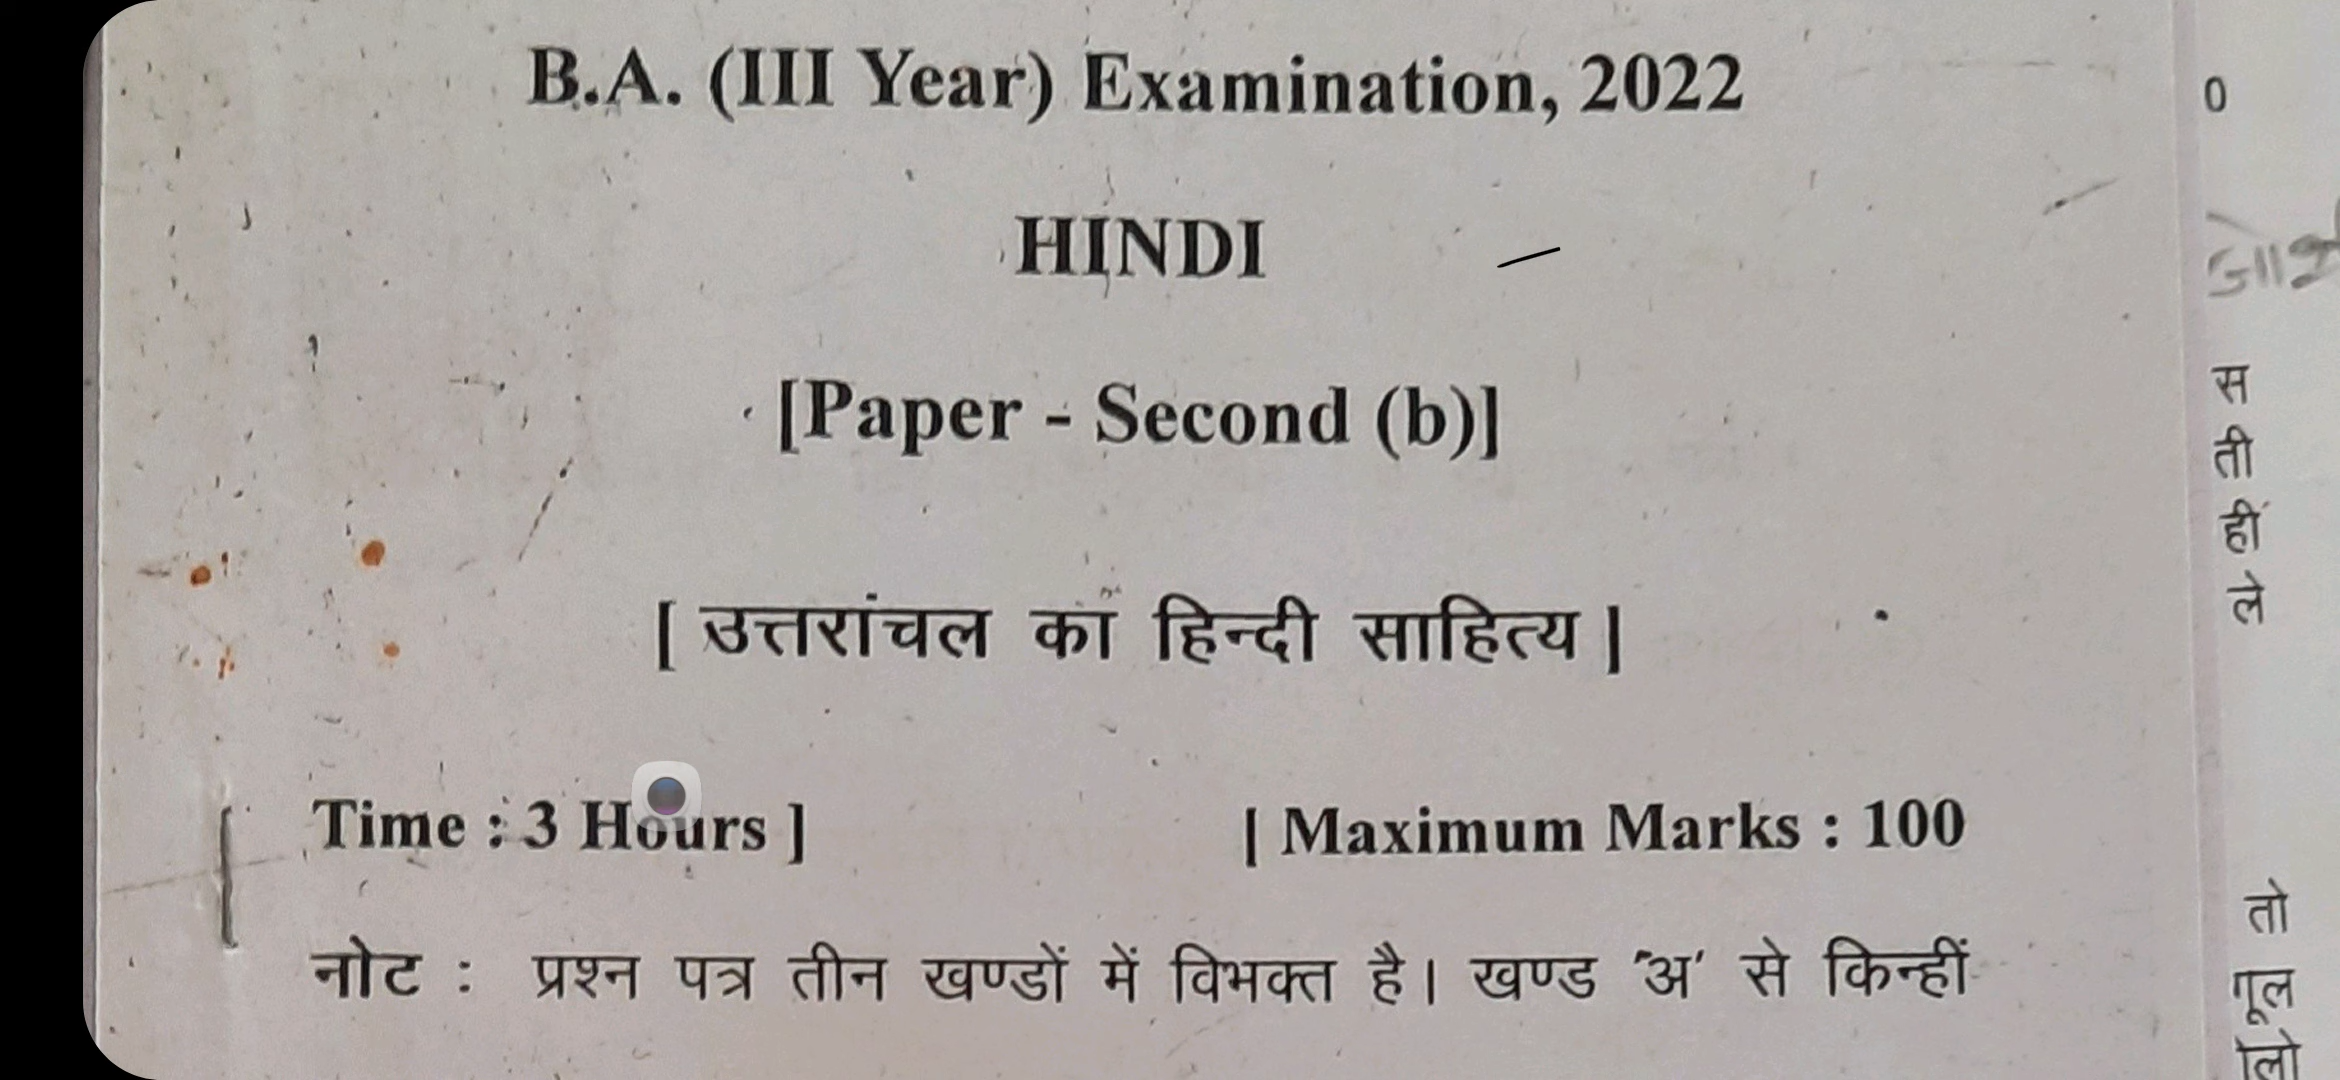 B.A. (III Year) Examination, 2022
HINDI
[Paper - Second (b)]
[ उत्तरांचल का हिन्दी साहित्य ]
Time : 3 Hours ] [ Maximum Marks : 100
नोट : प्रश्न पत्र तीन खण्डों में विभक्त है। खण्ड 'अ' से किन्हीं
0
स
ती
हीं
ले
तो